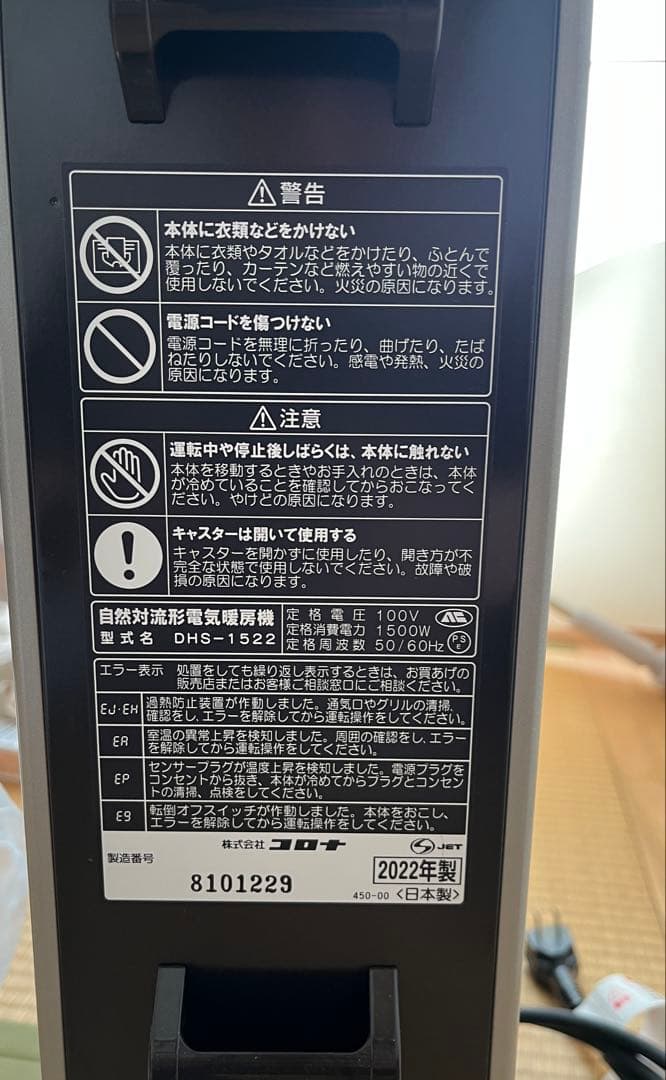 警告
本体に衣類などをかけない
本体に衣類やタオルなどをかけたり、ふとんで
覆ったり、カーテンなど燃えやすい物の近くで
使用しないでください。火災の原因になります。
電源コードを傷つけない
電源コードを無理に折ったり、曲げたり、たば
ねたりしないでください。感電や発熱、火災の
原因になります。
注意
運転中や停止後しばらくは、本体に触れない
本体を移動するときやお手入れのときは、本体
が冷めていることを確認してからおこなってく
ださい。やけどの原因になります。
キャスターは開いて使用する
キャスターを開かずに使用したり、開き方が不
完全な状態で使用しないでください。故障や破
損の原因になります。
自然対流形電気暖房機
型式名 DHS-1522
定格電圧 100V
定格消費電力 1500W
定格周波数 50/60Hz
PS
E
エラー表示 処置をしても繰り返し表示するときは、お買あげの
販売店またはお客様ご相談窓口にご相談ください。
EJ・EH 過熱防止装置が作動しました。通気口やグリルの清掃、
確認をし、エラーを解除してから運転操作をしてください。
EA 室温の異常上昇を検知しました。周囲の確認をし、エラー
を解除してから運転操作をしてください。
EP センサープラグが温度上昇を検知しました。電源プラグを
コンセントから抜き、本体が冷めてからプラグとコンセン
トの清掃、点検をしてください。
E9 転倒オフスイッチが作動しました。本体をおこし、
エラーを解除してから運転操作をしてください。
株式会社 コロナ
S JET
製造番号
8101229
2022年製
450-00 <日本製>